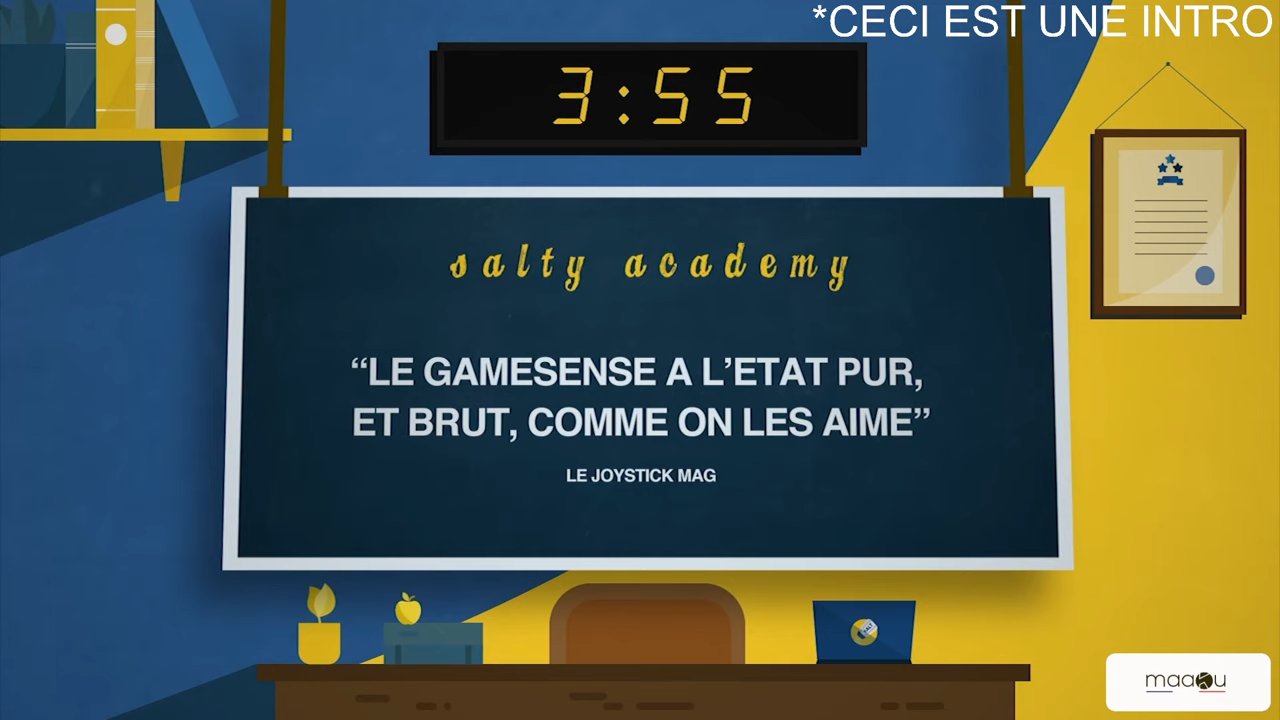 *CECI EST UNE INTRO
3:55
salty academy
“LE GAMESENSE A L’ETAT PUR,
ET BRUT, COMME ON LES AIME”
LE JOYSTICK MAG
maaKu